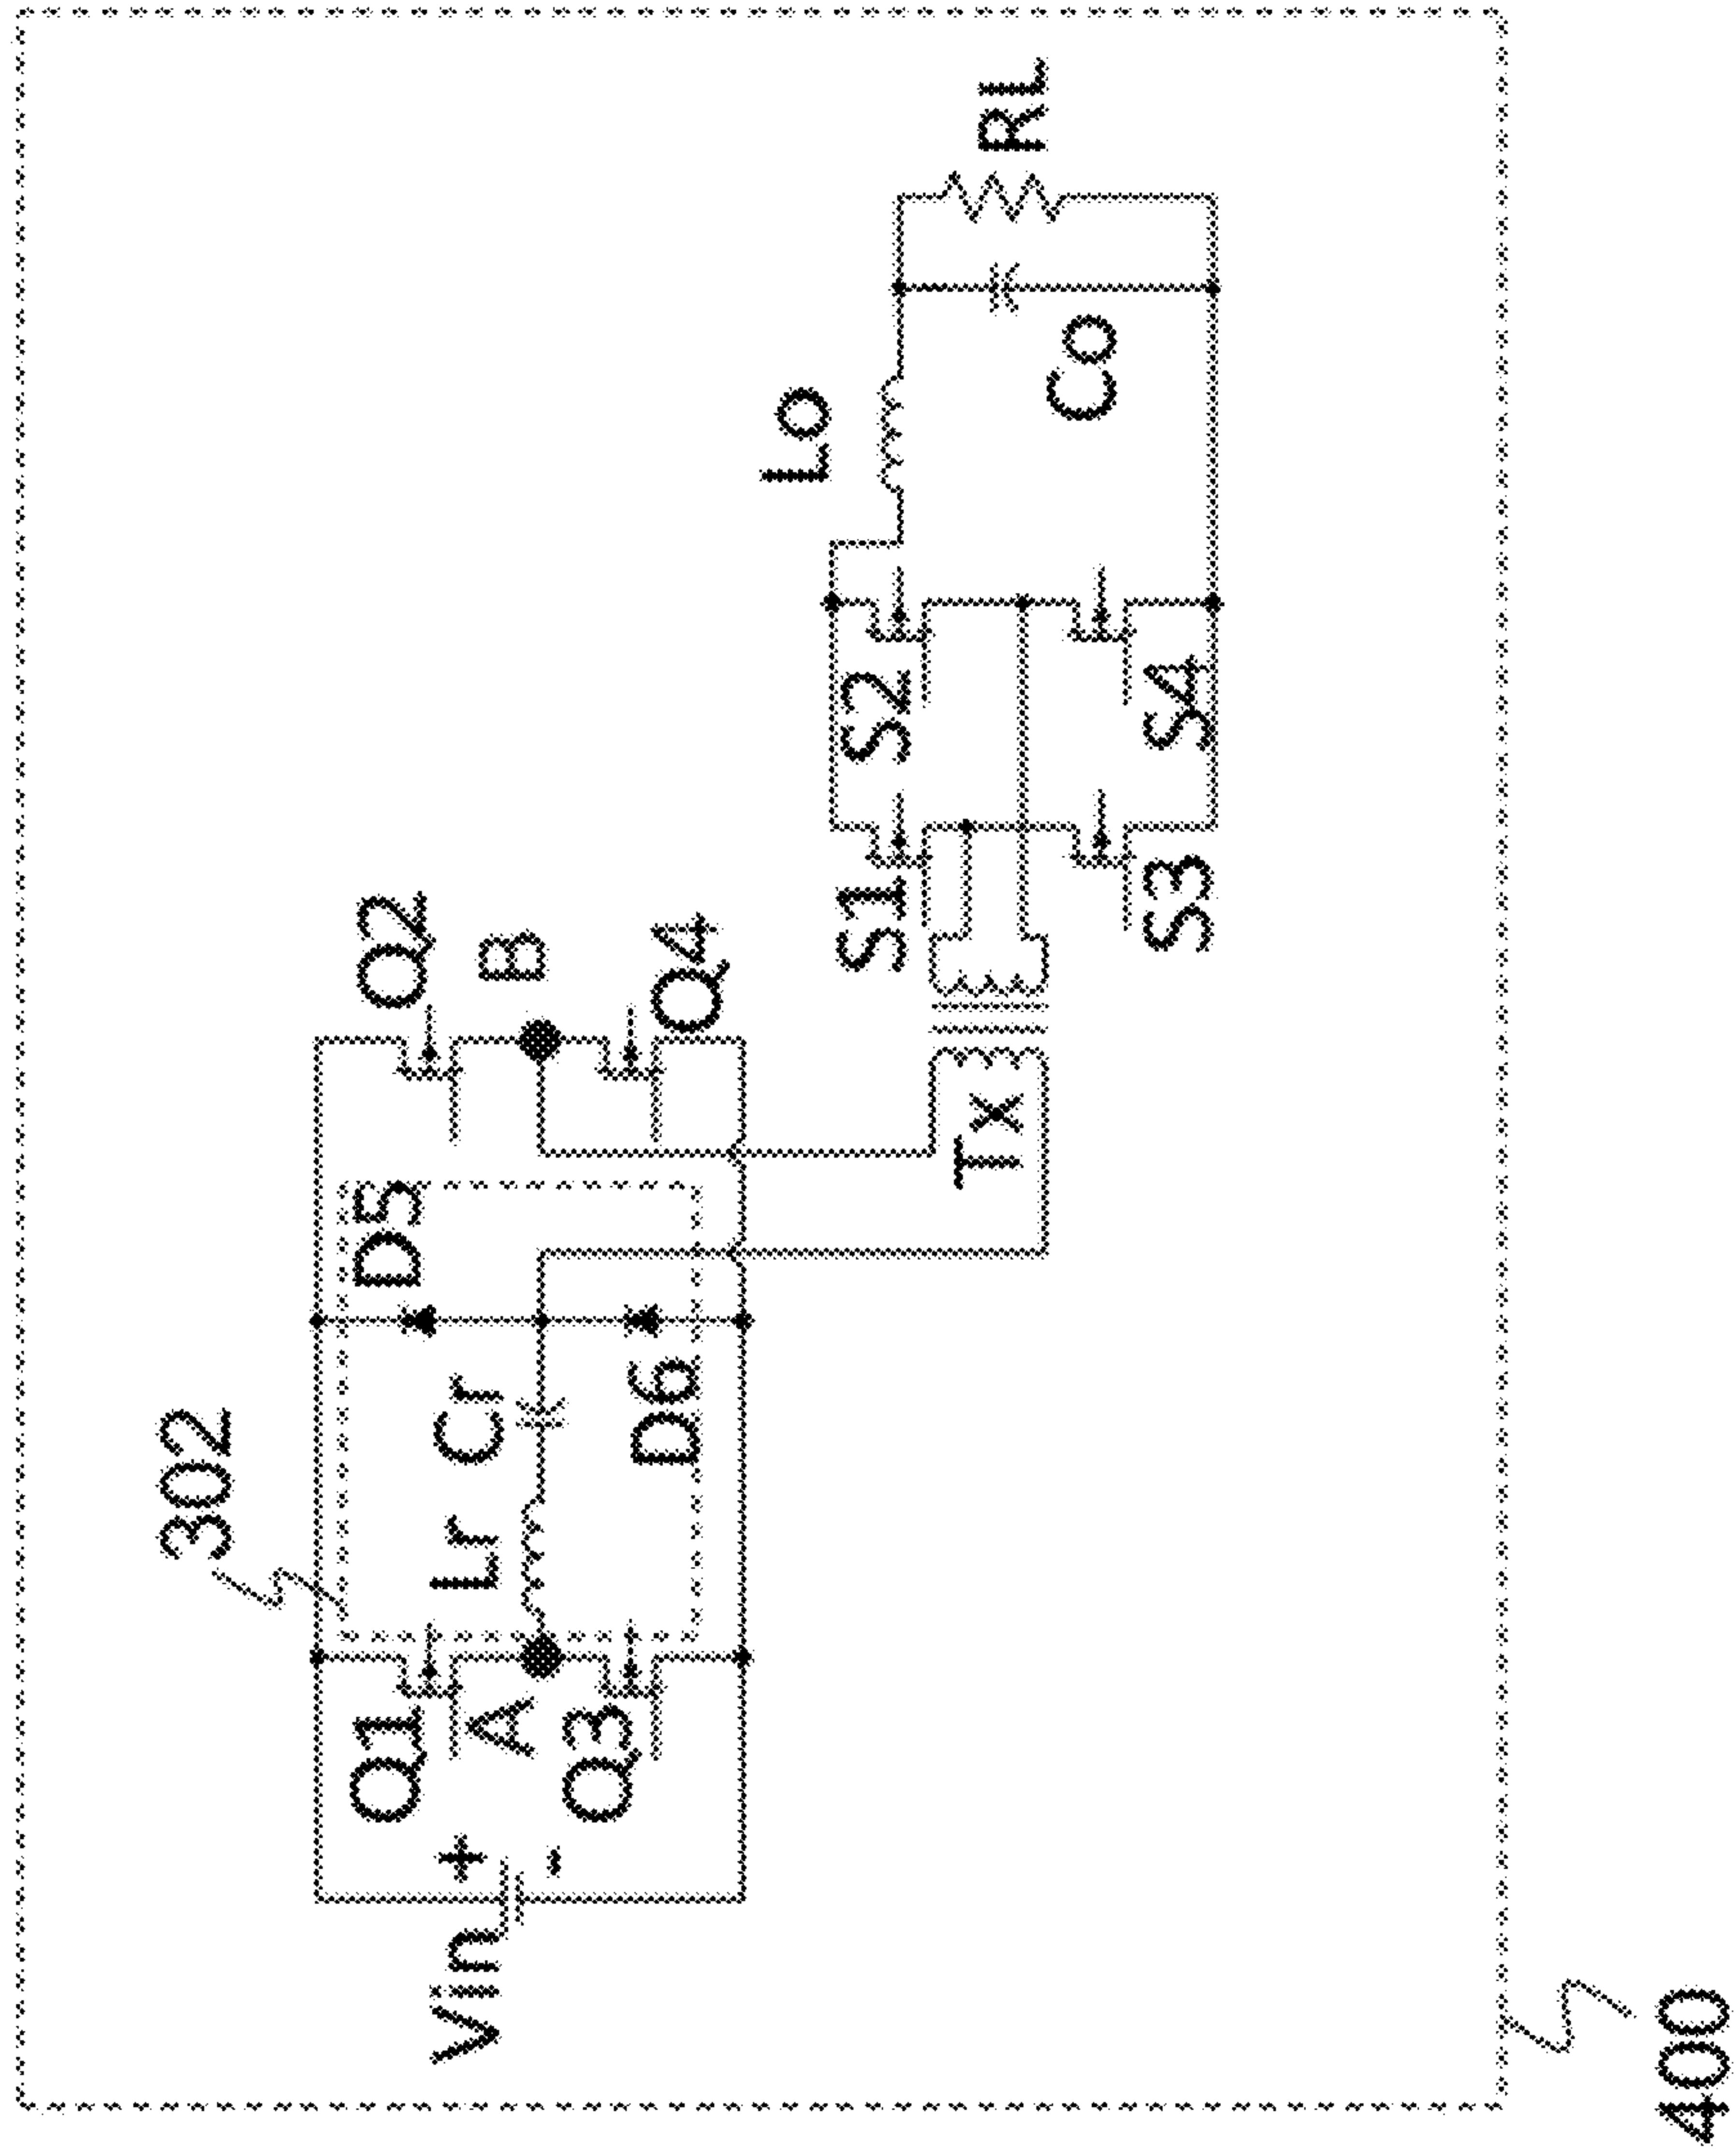 302
Q1
Lr
Cr
D5
Q2
Vin
+
-
A
B
Q3
D6
Q4
Tx
Lo
S1
S2
RL
Co
S3
S4
400